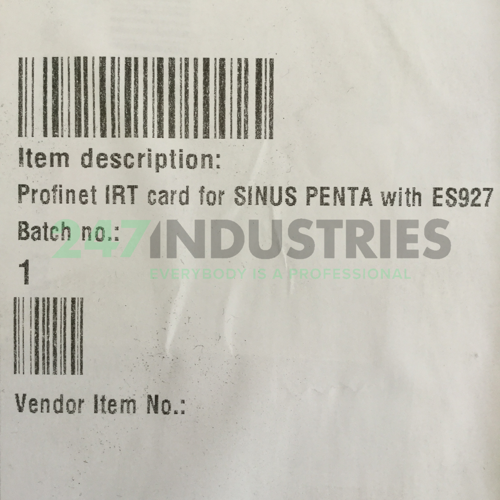 Item description:
Profinet IRT card for SINUS PENTA with ES927
Batch no.:
247INDUSTRIES
EVERYBODY IS A PROFESSIONAL
1
Vendor Item No.: